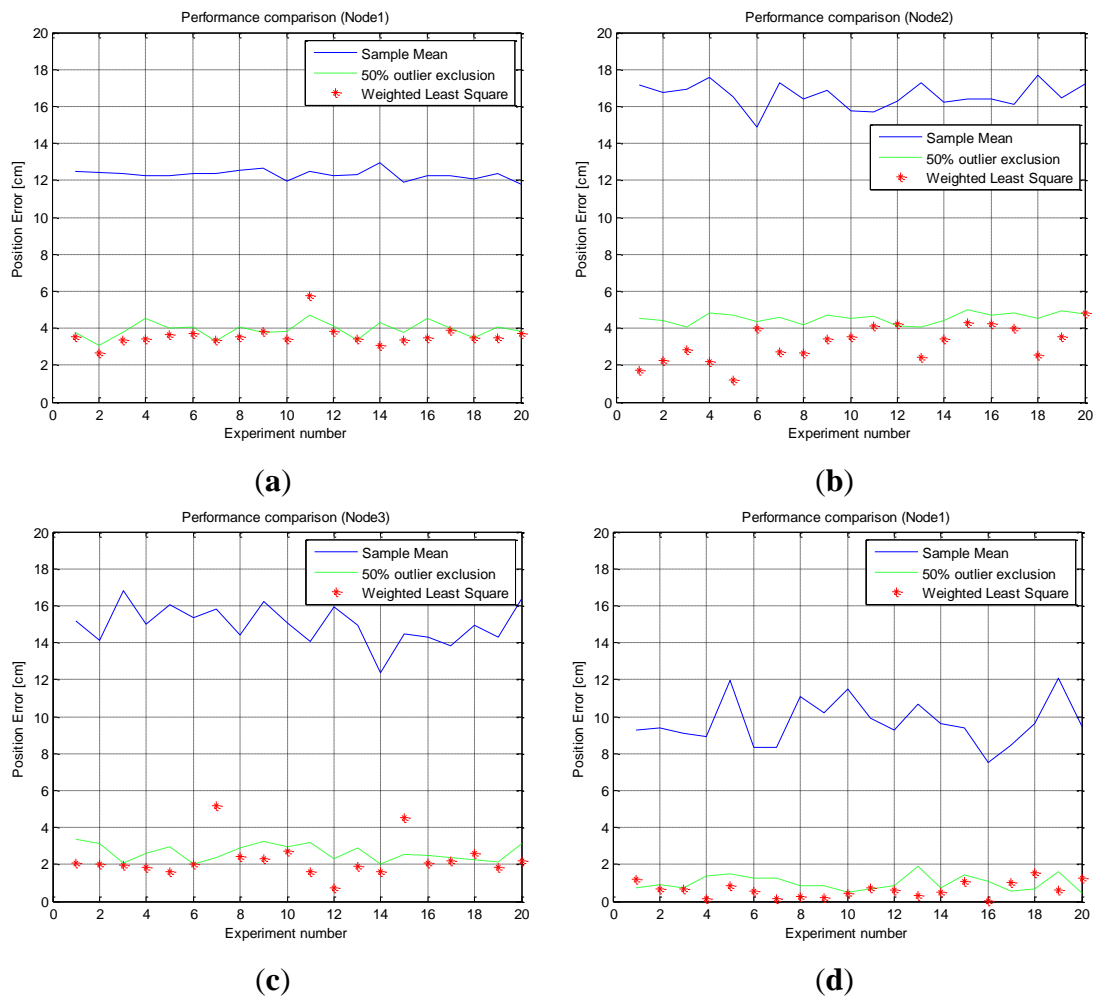 Performance comparison (Node1)
20
18
16
14
12
10
8
6
4
2
0
Position Error [cm]
Sample Mean
50% outlier exclusion
Weighted Least Square
0 2 4 6 8 10 12 14 16 18 20
Experiment number
(a)
Performance comparison (Node2)
20
18
16
14
12
10
8
6
4
2
0
Position Error [cm]
Sample Mean
50% outlier exclusion
Weighted Least Square
0 2 4 6 8 10 12 14 16 18 20
Experiment number
(b)
Performance comparison (Node3)
20
18
16
14
12
10
8
6
4
2
0
Position Error [cm]
Sample Mean
50% outlier exclusion
Weighted Least Square
0 2 4 6 8 10 12 14 16 18 20
Experiment number
(c)
Performance comparison (Node1)
20
18
16
14
12
10
8
6
4
2
0
Position Error [cm]
Sample Mean
50% outlier exclusion
Weighted Least Square
0 2 4 6 8 10 12 14 16 18 20
Experiment number
(d)